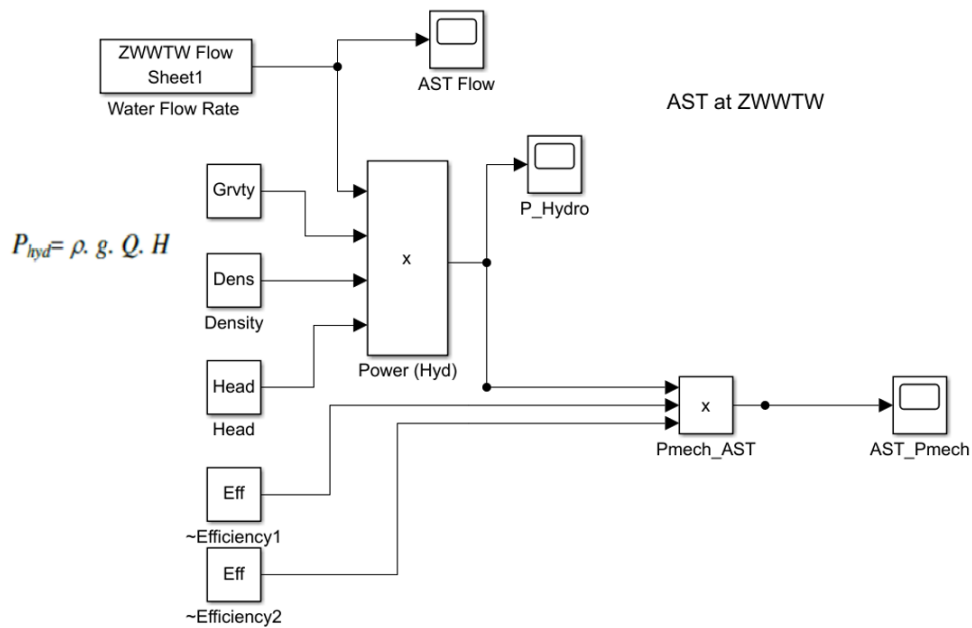 ZWWTW Flow
Sheet1
Water Flow Rate
AST Flow
AST at ZWWTW
Grvty
x
P_Hydro
P_hyd= ρ. g. Q. H
Dens
Density
Power (Hyd)
Head
Head
x
Pmech_AST
AST_Pmech
Eff
~Efficiency1
Eff
~Efficiency2